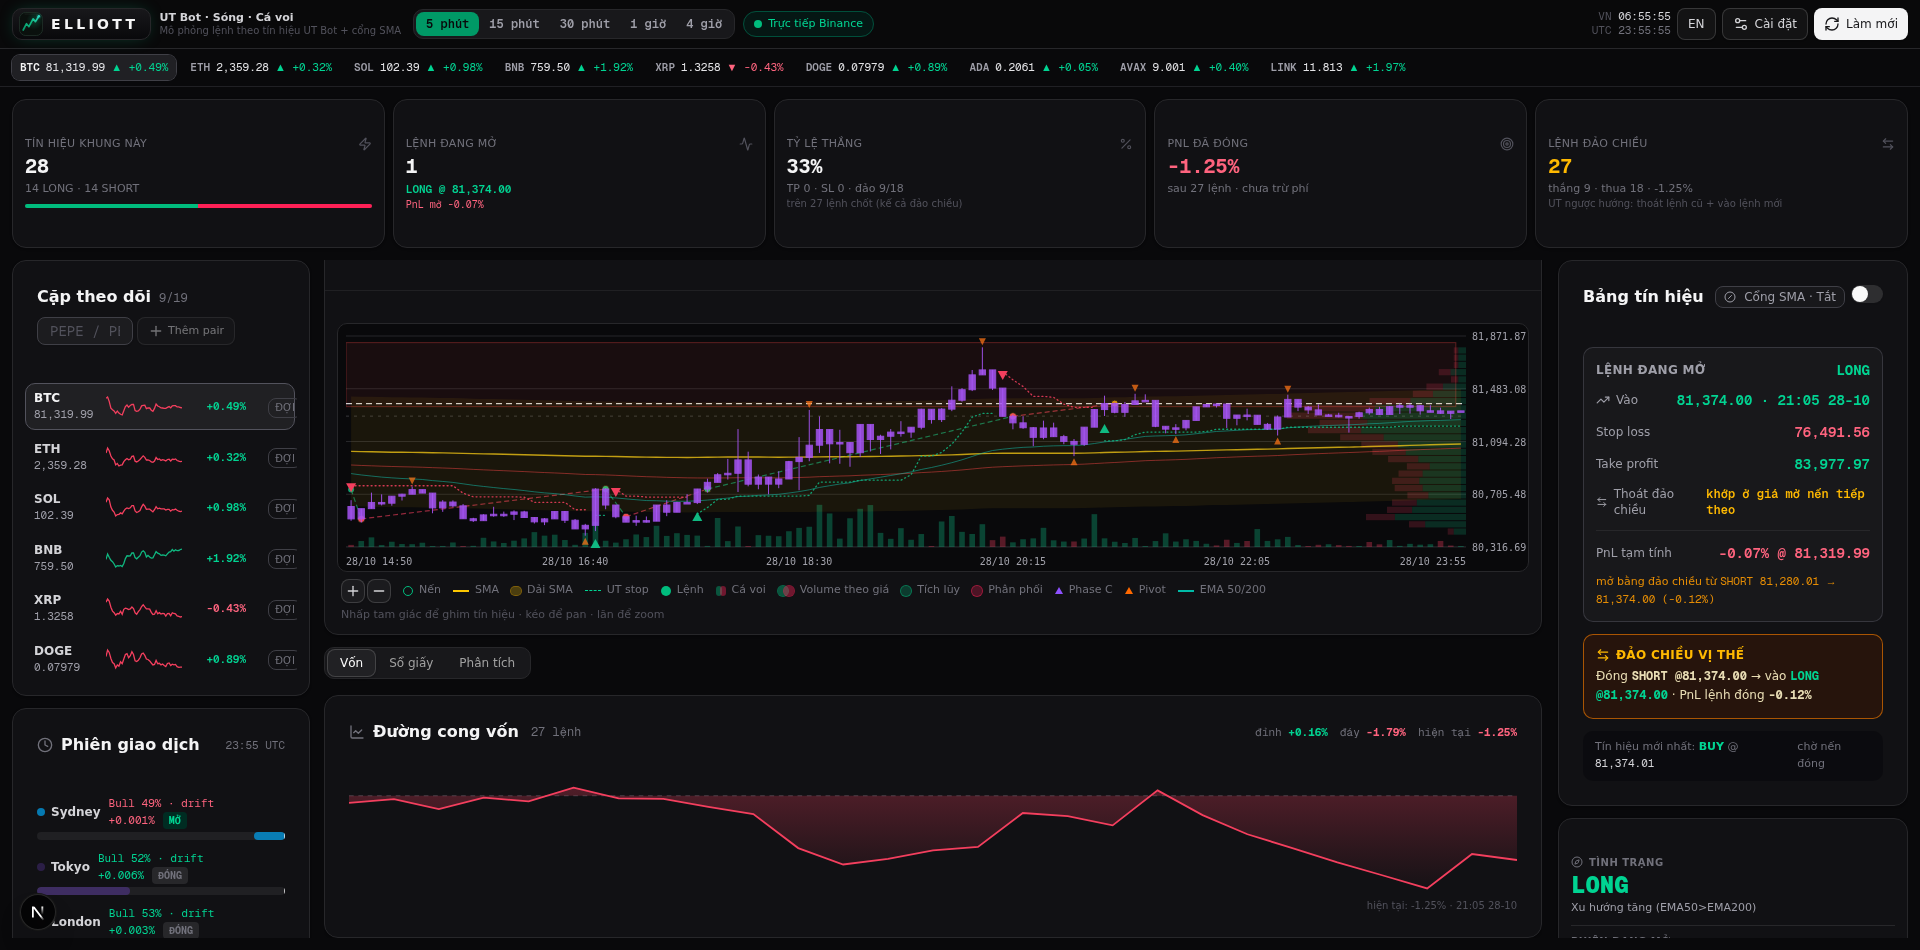 ELLIOTT
UT Bot · Sóng · Cá voi
Mô phỏng lệnh theo tín hiệu UT Bot + cổng SMA
5 phút 15 phút 30 phút 1 giờ 4 giờ
Trực tiếp Binance
VN 06:55:55
UTC 23:55:55
EN
Cài đặt
Làm mới
BTC 81,319.99 ▲ +0.49% ETH 2,359.28 ▲ +0.32% SOL 102.39 ▲ +0.98% BNB 759.50 ▲ +1.92% XRP 1.3258 ▼ -0.43% DOGE 0.07979 ▲ +0.89% ADA 0.2061 ▲ +0.05% AVAX 9.001 ▲ +0.40% LINK 11.813 ▲ +1.97%
TÍN HIỆU KHUNG NÀY
28
14 LONG · 14 SHORT
LỆNH ĐANG MỞ
1
LONG @ 81,374.00
PnL mở -0.07%
TỶ LỆ THẮNG
33%
TP 0 · SL 0 · đảo 9/18
trên 27 lệnh chốt (kể cả đảo chiều)
PNL ĐÃ ĐÓNG
-1.25%
sau 27 lệnh · chưa trừ phí
LỆNH ĐẢO CHIỀU
27
thắng 9 · thua 18 · -1.25%
UT ngược hướng: thoát lệnh cũ + vào lệnh mới
Cặp theo dõi 9/19
PEPE / PI
Thêm pair
BTC
81,319.99
+0.49%
ĐỢI
ETH
2,359.28
+0.32%
ĐỢI
SOL
102.39
+0.98%
ĐỢI
BNB
759.50
+1.92%
ĐỢI
XRP
1.3258
-0.43%
ĐỢI
DOGE
0.07979
+0.89%
ĐỢI
Phiên giao dịch 23:55 UTC
Sydney Bull 49% · drift
+0.001% MỞ
Tokyo Bull 52% · drift
+0.006% ĐÓNG
London Bull 53% · drift
+0.003% ĐÓNG
N
81,871.87
81,483.08
81,094.28
80,705.48
80,316.69
28/10 14:50 28/10 16:40 28/10 18:30 28/10 20:15 28/10 22:05 28/10 23:55
Nến SMA Dải SMA UT stop Lệnh Cá voi Volume theo giá Tích lũy Phân phối Phase C Pivot EMA 50/200
Nhấp tam giác để ghim tín hiệu · kéo để pan · lăn để zoom
Vốn Sổ giấy Phân tích
Đường cong vốn 27 lệnh
đỉnh +0.16% đáy -1.79% hiện tại -1.25%
hiện tại: -1.25% · 21:05 28-10
Bảng tín hiệu
Cổng SMA · Tắt
LỆNH ĐANG MỞ LONG
Vào 81,374.00 · 21:05 28-10
Stop loss 76,491.56
Take profit 83,977.97
Thoát đảo chiều khớp ở giá mở nến tiếp theo
PnL tạm tính -0.07% @ 81,319.99
mở bằng đảo chiều từ SHORT 81,280.01 →
81,374.00 (-0.12%)
ĐẢO CHIỀU VỊ THẾ
Đóng SHORT @81,374.00 → vào LONG
@81,374.00 · PnL lệnh đóng -0.12%
Tín hiệu mới nhất: BUY @ 81,374.01
chờ nến đóng
TÌNH TRẠNG
LONG
Xu hướng tăng (EMA50>EMA200)